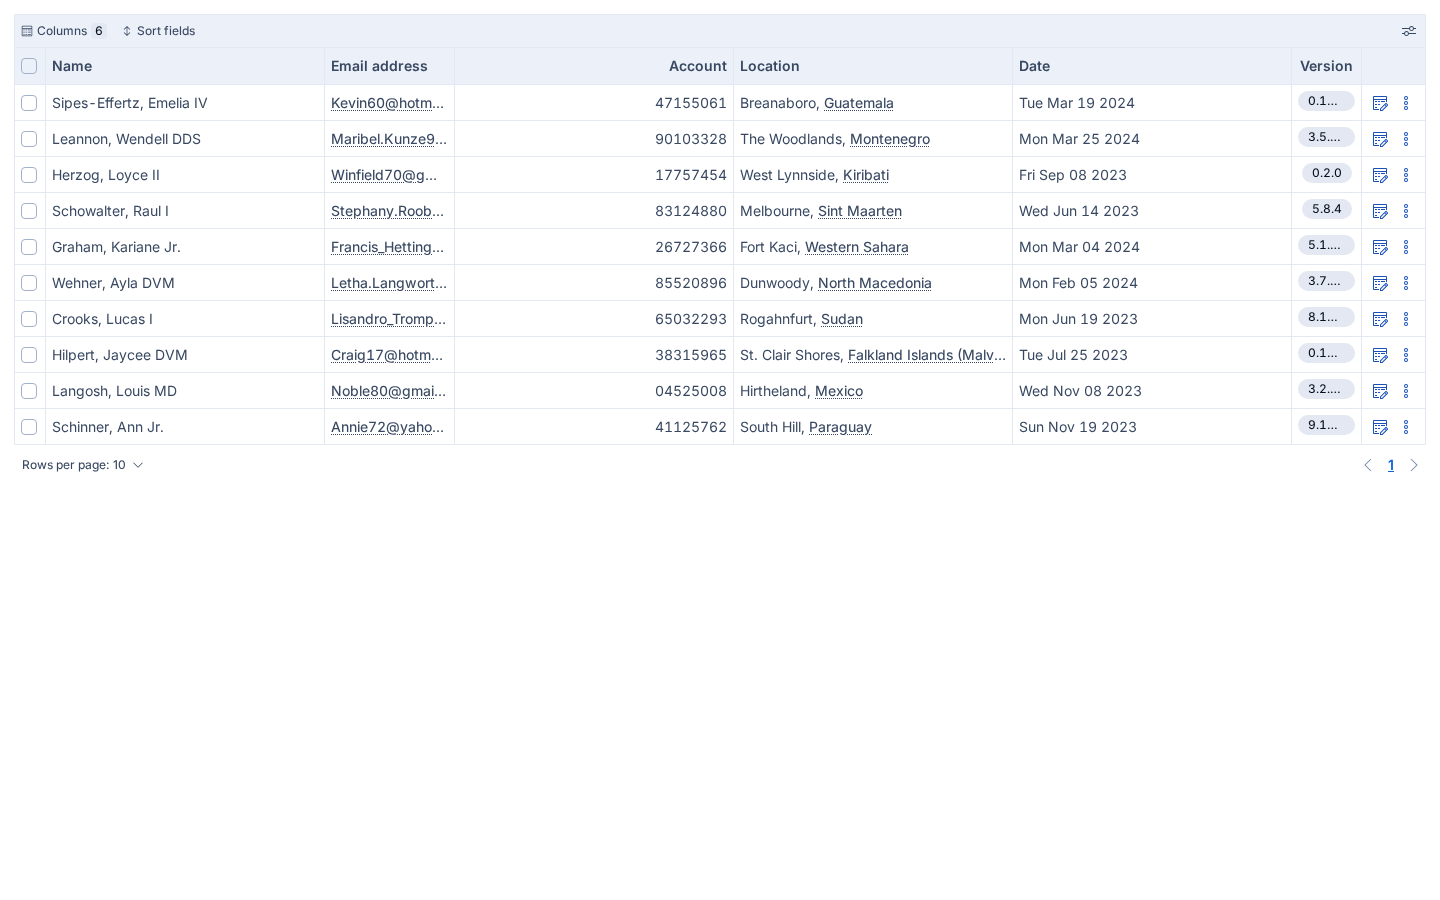 Columns 6 Sort fields
Name Email address Account Location Date Version
Sipes-Effertz, Emelia IV Kevin60@hotm... 47155061 Breanaboro, Guatemala Tue Mar 19 2024 0.1...
Leannon, Wendell DDS Maribel.Kunze9... 90103328 The Woodlands, Montenegro Mon Mar 25 2024 3.5....
Herzog, Loyce II Winfield70@g... 17757454 West Lynnside, Kiribati Fri Sep 08 2023 0.2.0
Schowalter, Raul I Stephany.Roob... 83124880 Melbourne, Sint Maarten Wed Jun 14 2023 5.8.4
Graham, Kariane Jr. Francis_Hetting... 26727366 Fort Kaci, Western Sahara Mon Mar 04 2024 5.1....
Wehner, Ayla DVM Letha.Langwort... 85520896 Dunwoody, North Macedonia Mon Feb 05 2024 3.7....
Crooks, Lucas I Lisandro_Tromp... 65032293 Rogahnfurt, Sudan Mon Jun 19 2023 8.1...
Hilpert, Jaycee DVM Craig17@hotm... 38315965 St. Clair Shores, Falkland Islands (Malv... Tue Jul 25 2023 0.1...
Langosh, Louis MD Noble80@gmai... 04525008 Hirtheland, Mexico Wed Nov 08 2023 3.2....
Schinner, Ann Jr. Annie72@yaho... 41125762 South Hill, Paraguay Sun Nov 19 2023 9.1...
Rows per page: 10 1